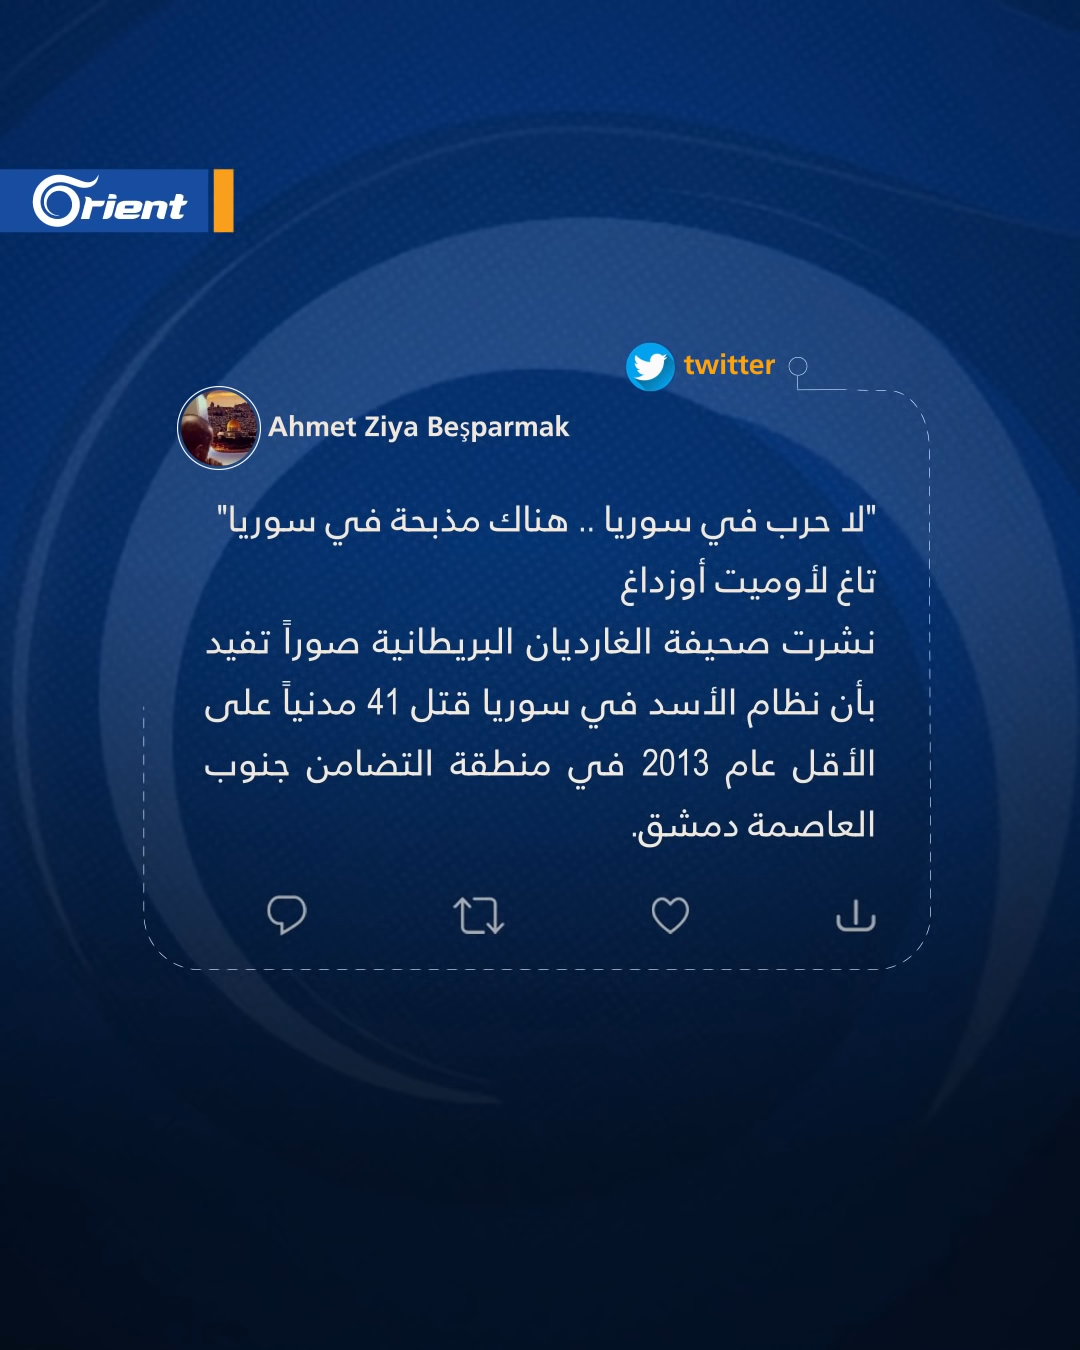 Orient
twitter
Ahmet Ziya Beşparmak
"لا حرب في سوريا .. هناك مذبحة في سوريا"
تاغ لأوميت أوزداغ
نشرت صحيفة الغارديان البريطانية صوراً تفيد
بأن نظام الأسد في سوريا قتل 41 مدنياً على
الأقل عام 2013 في منطقة التضامن جنوب
العاصمة دمشق.